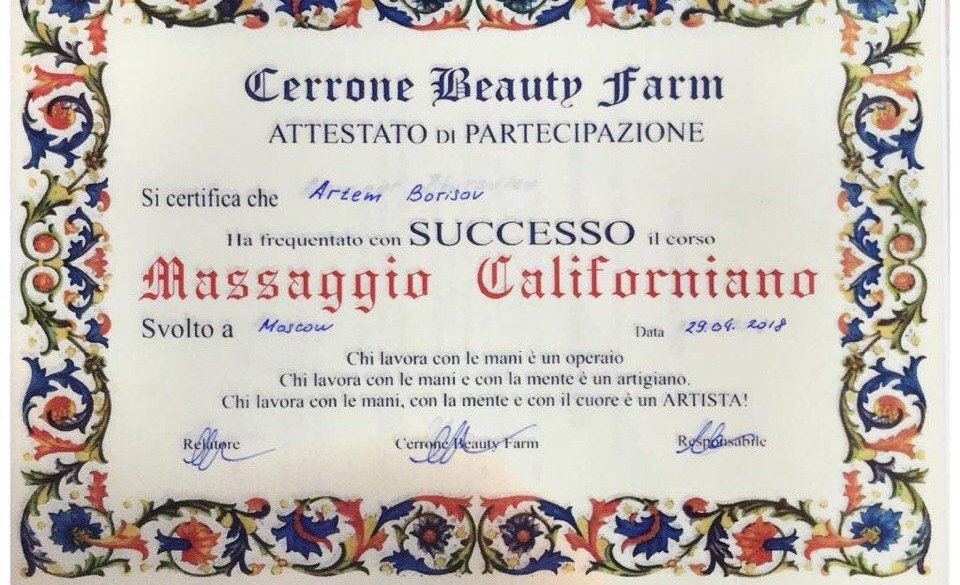 Cerrone Beauty Farm
ATTESTATO DI PARTECIPAZIONE
Si certifica che Artem Borisov
Ha frequentato con SUCCESSO il corso
Massaggio Californiano
Svolto a Moscow Data 29.04.2018
Chi lavora con le mani è un operaio
Chi lavora con le mani e con la mente è un artigiano.
Chi lavora con le mani, con la mente e con il cuore è un ARTISTA!
Relatore Cerrone Beauty Farm Responsabile